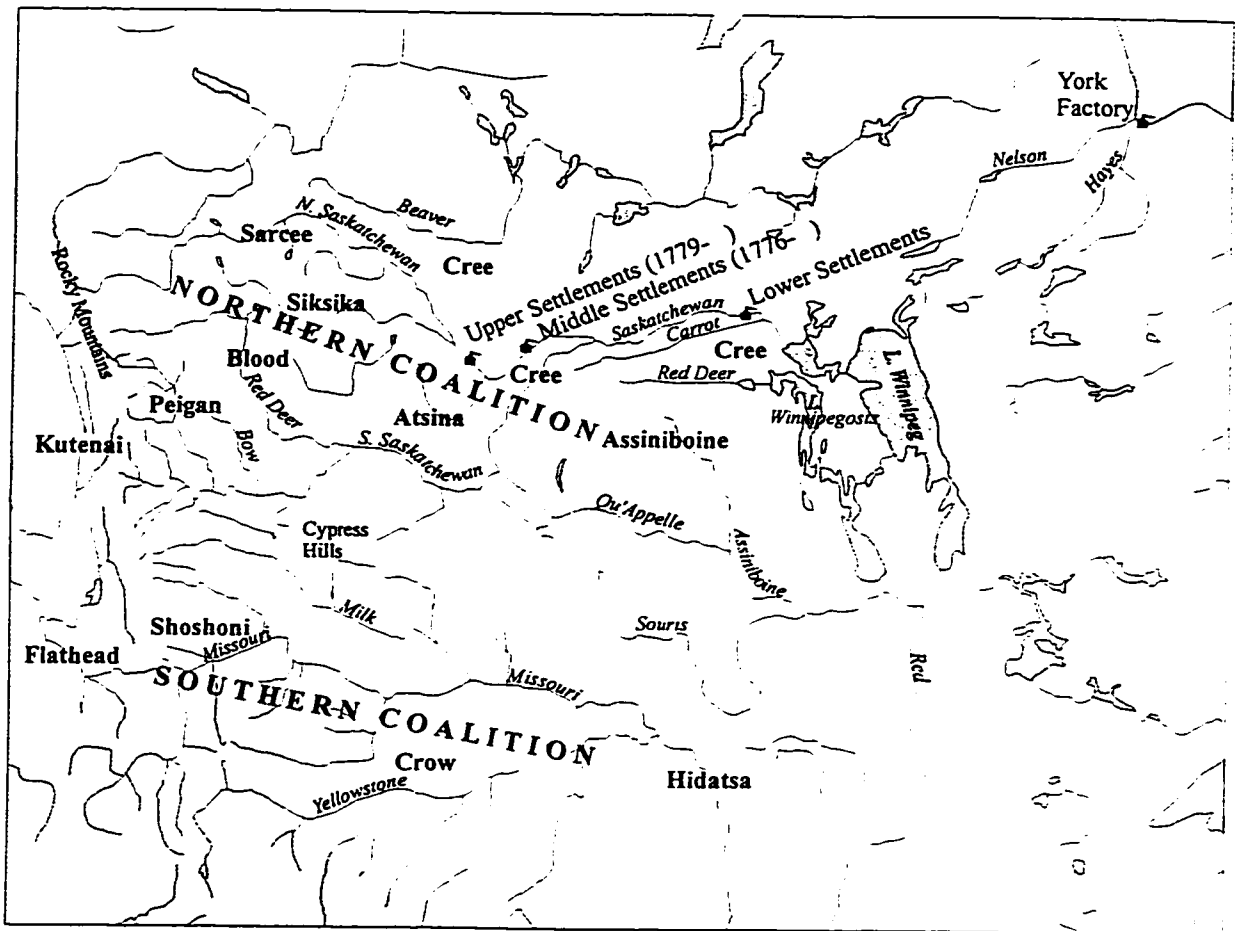 York
Factory
Nelson
Hayes
Beaver
N. Saskatchewan
Sarcee
Cree
Rocky Mountains
Upper Settlements (1779- )
Middle Settlements (1776- )
Lower Settlements
NORTHERN COALITION
Siksika
Saskatchewan
Carrot
Blood
Cree
Cree
Red Deer
L. Winnipeg
L.
Winnipegosis
Peigan
Red Deer
Atsina
Bow
Kutenai
S. Saskatchewan
Assiniboine
Cypress
Hills
Qu'Appelle
Assiniboine
Milk
Souris
Shoshoni
Missouri
Flathead
Red
Missouri
SOUTHERN COALITION
Crow
Hidatsa
Yellowstone